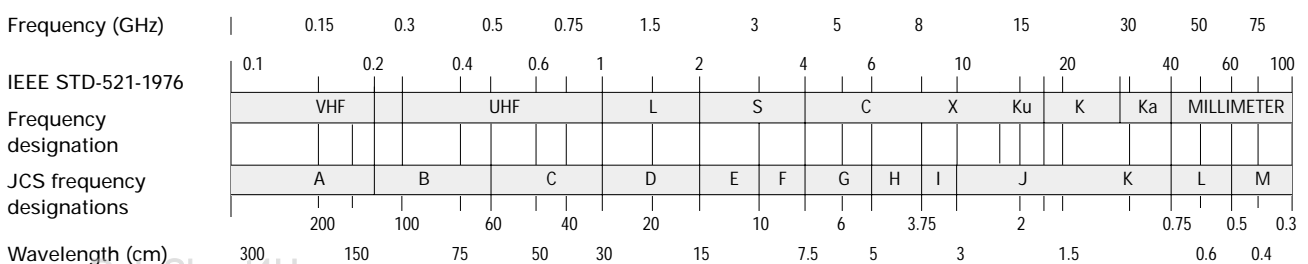 Frequency (GHz) 0.15 0.3 0.5 0.75 1.5 3 5 8 15 30 50 75
0.1 0.2 0.4 0.6 1 2 4 6 10 20 40 60 100
IEEE STD-521-1976
VHF UHF L S C X Ku K Ka MILLIMETER
Frequency
designation
JCS frequency A B C D E F G H I J K L M
designations
200 100 60 40 20 10 6 3.75 2 0.75 0.5 0.3
Wavelength (cm) 300 150 75 50 30 15 7.5 5 3 1.5 0.6 0.4